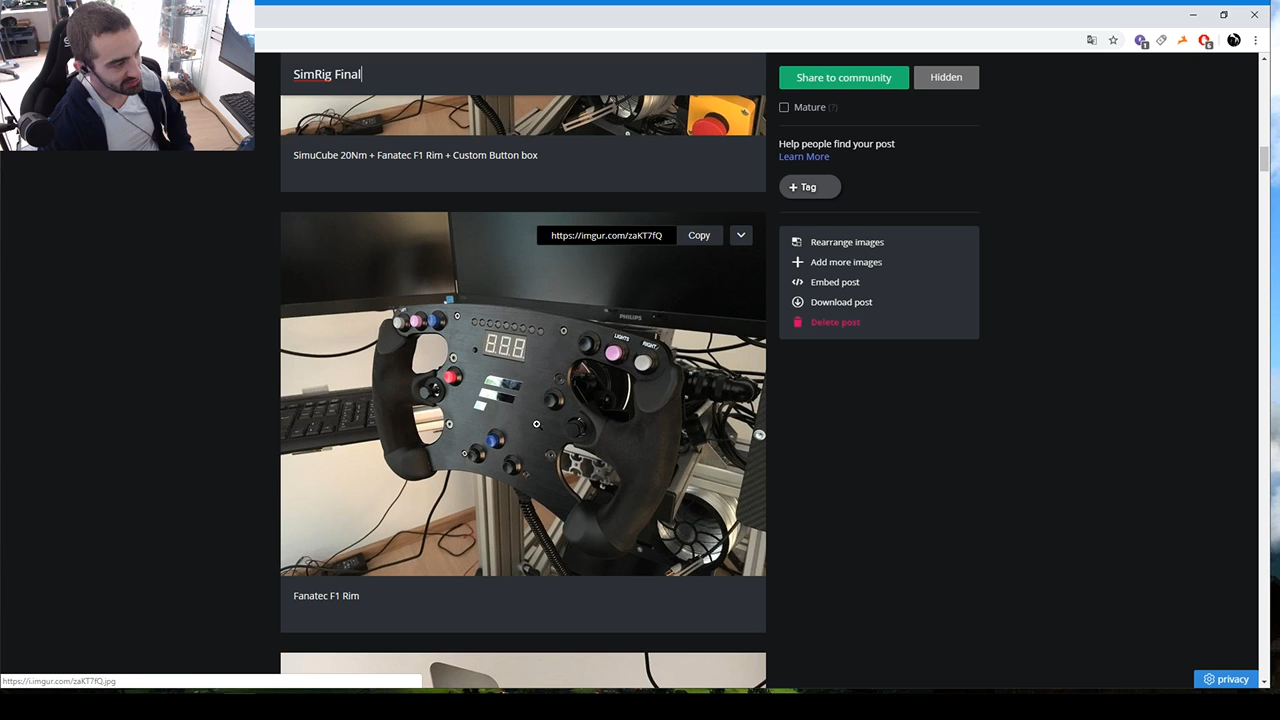 SimRig Final
Share to community
Hidden
Mature (?)
Help people find your post
Learn More
+ Tag
SimuCube 20Nm + Fanatec F1 Rim + Custom Button box
https://imgur.com/zaKT7fQ
Copy
Rearrange images
Add more images
Embed post
Download post
Delete post
PHILIPS
LIGHTS
RIGHT
Fanatec F1 Rim
https://i.imgur.com/zaKT7fQ.jpg
privacy